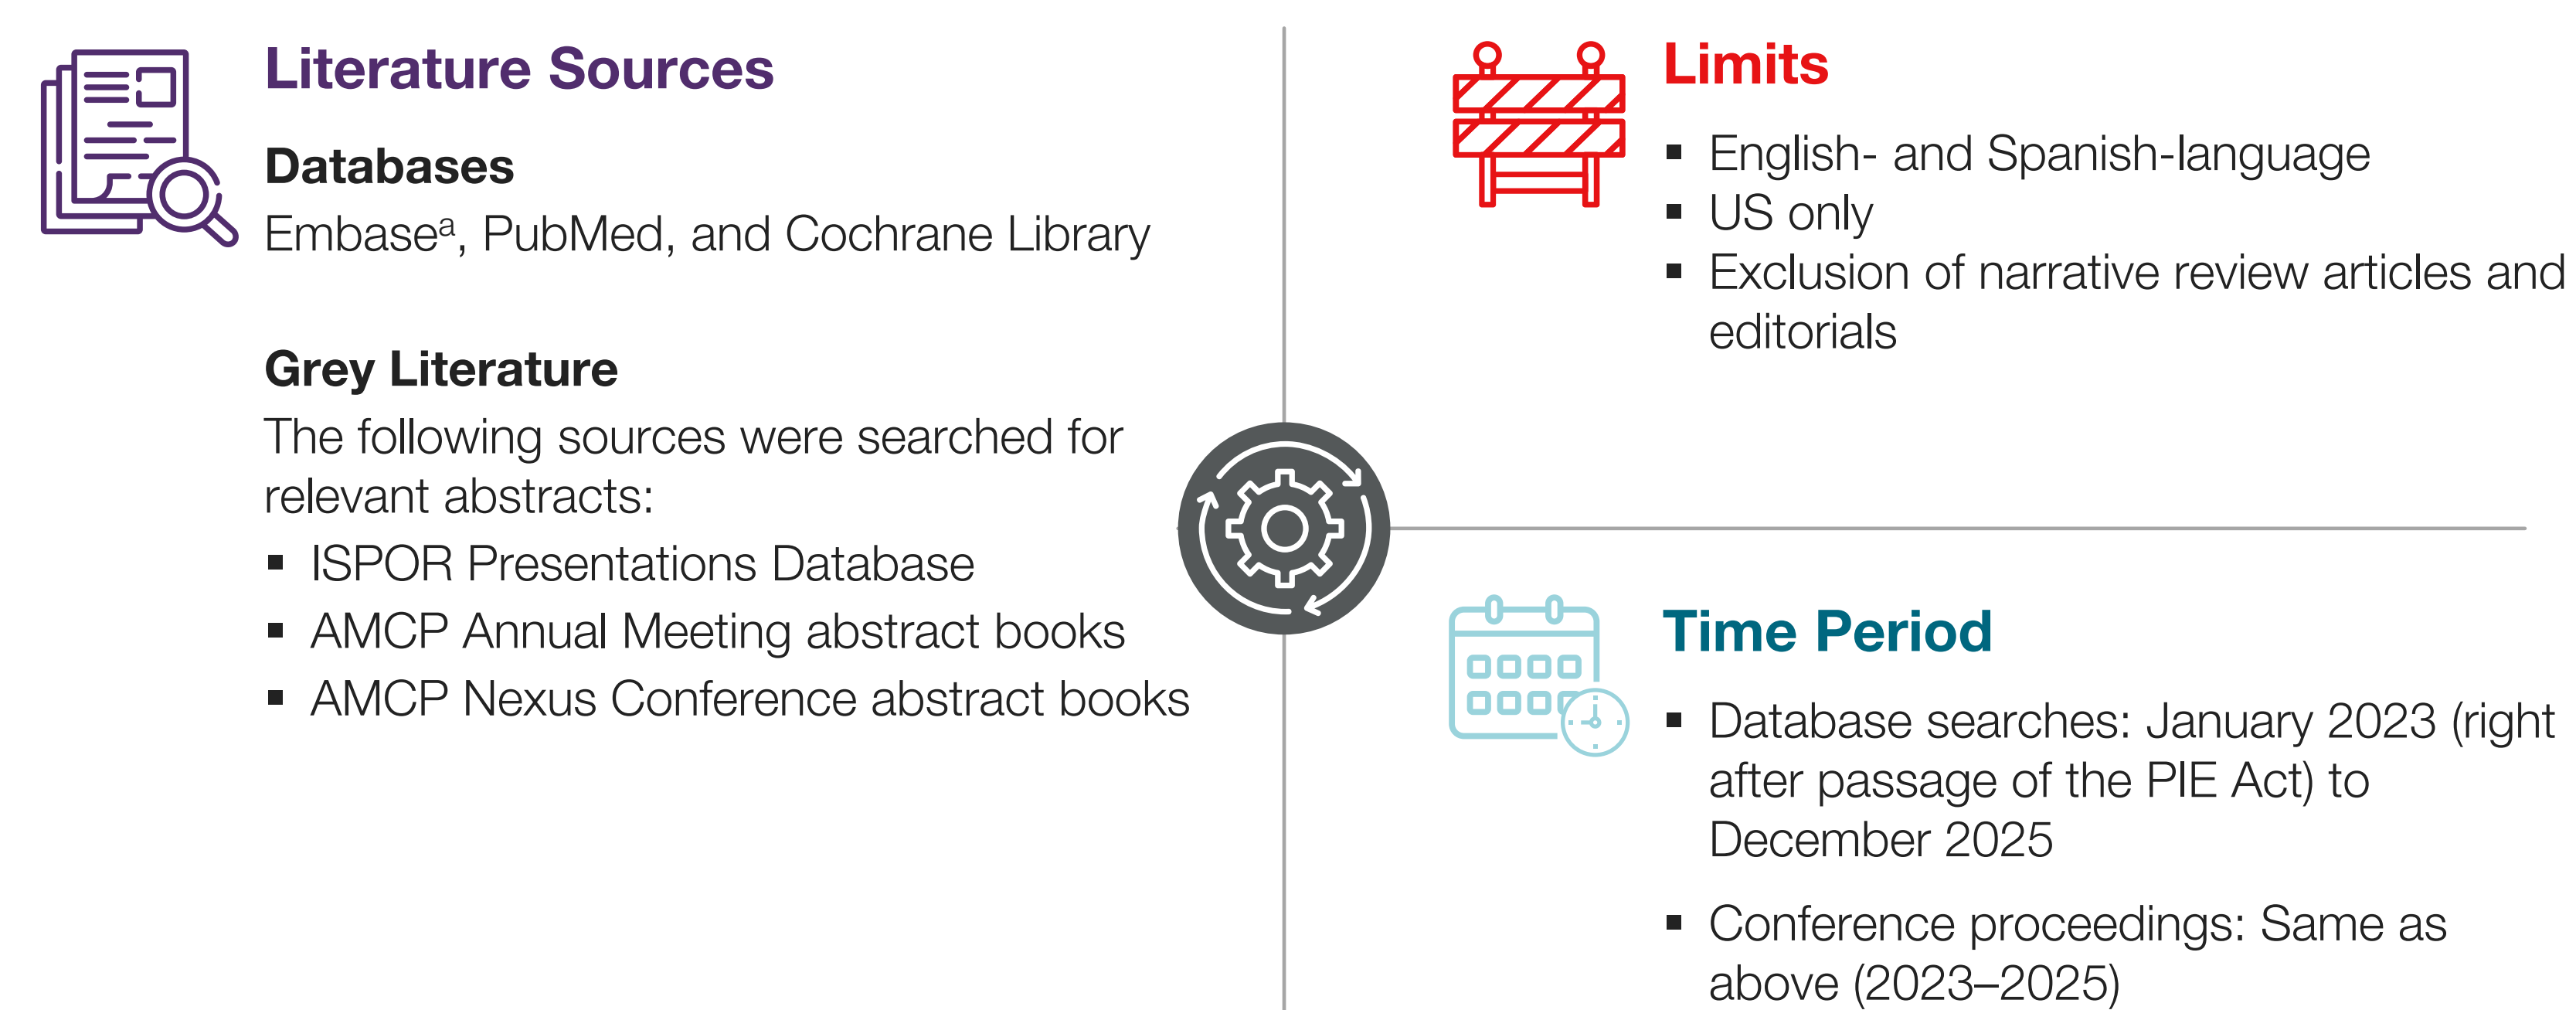 Literature Sources
Databases
Embaseᵃ, PubMed, and Cochrane Library
Grey Literature
The following sources were searched for
relevant abstracts:
▪ ISPOR Presentations Database
▪ AMCP Annual Meeting abstract books
▪ AMCP Nexus Conference abstract books
Limits
▪ English- and Spanish-language
▪ US only
▪ Exclusion of narrative review articles and
editorials
Time Period
▪ Database searches: January 2023 (right
after passage of the PIE Act) to
December 2025
▪ Conference proceedings: Same as
above (2023–2025)